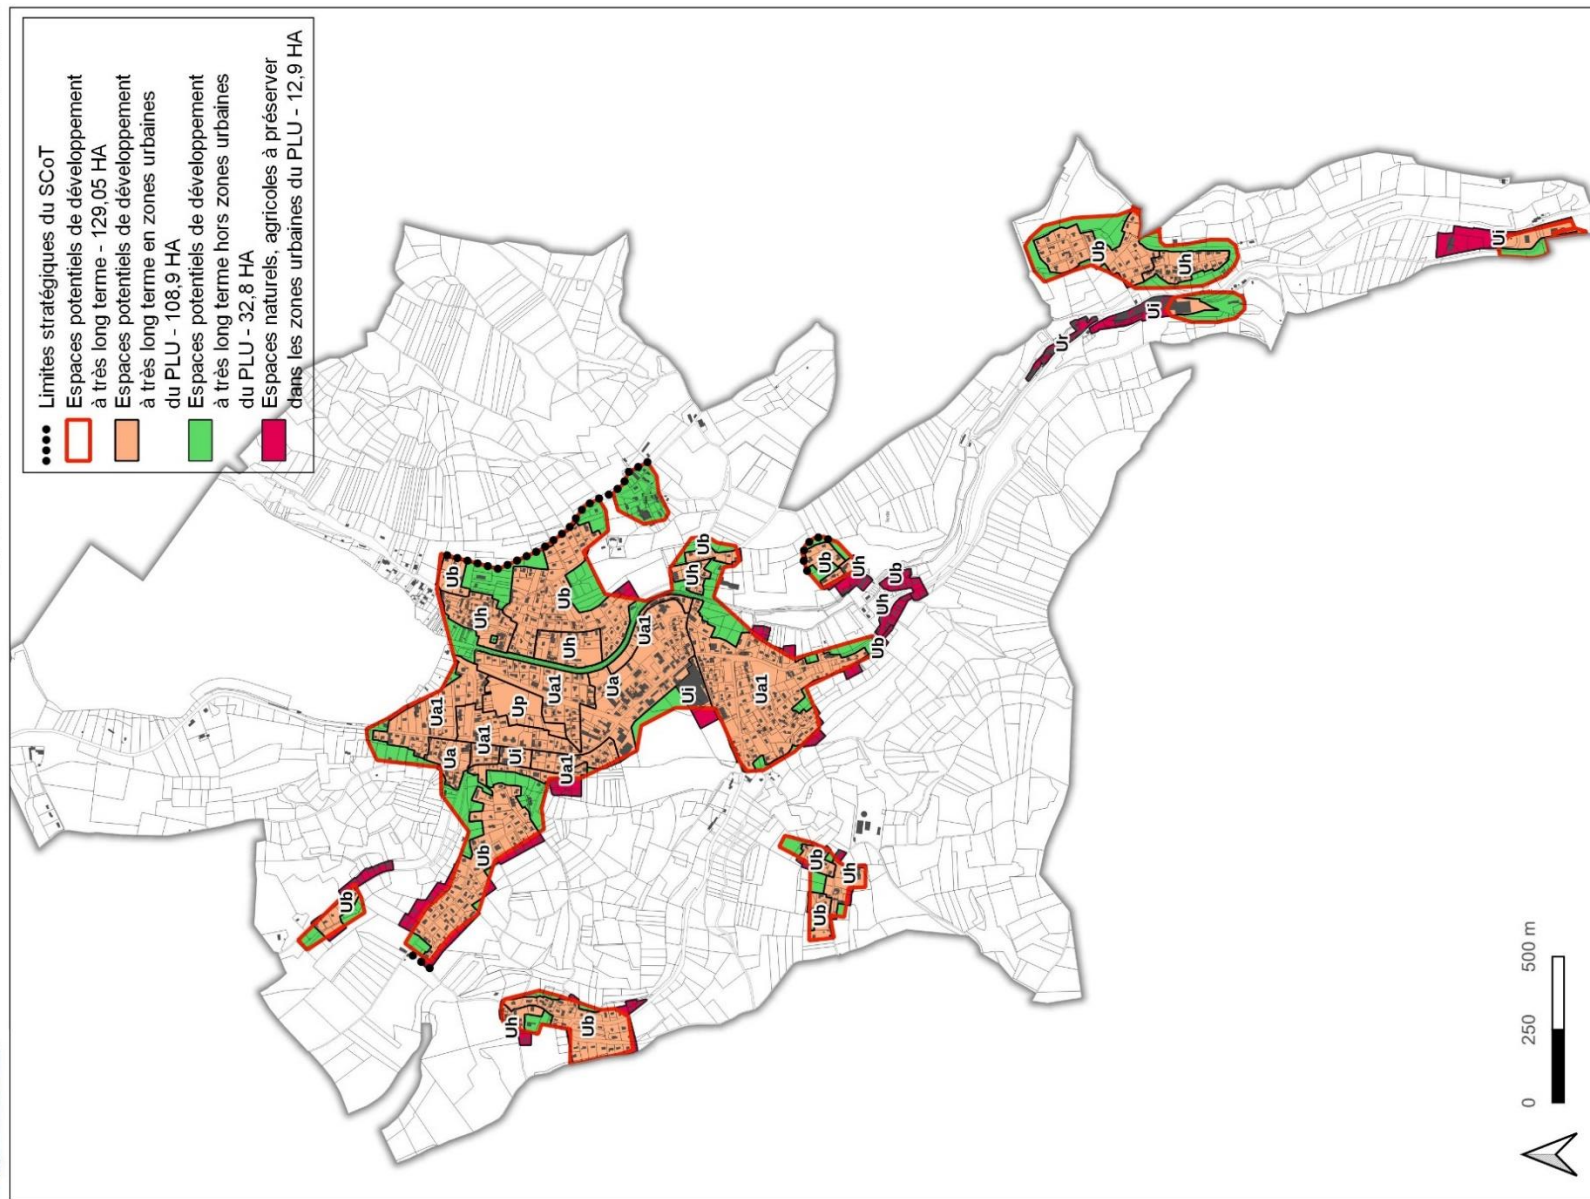 Limites stratégiques du SCoT
Espaces potentiels de développement
à très long terme - 129,05 HA
Espaces potentiels de développement
à très long terme en zones urbaines
du PLU - 108,9 HA
Espaces potentiels de développement
à très long terme hors zones urbaines
du PLU - 32,8 HA
Espaces naturels, agricoles à préserver
dans les zones urbaines du PLU - 12,9 HA
Uh
Ub
Ub
Ub
Ub
Ub
Uh
Ua
Ua1
Ua1
Ui
Ua1
Up
Ua1
Ua
Uh
Uh
Ub
Ub
Ua1
Ui
Ua1
Uh
Ub
Ub
Uh
Ub
Uh
Ub
Ur
Ui
Ub
Uh
Ui
0
250
500 m